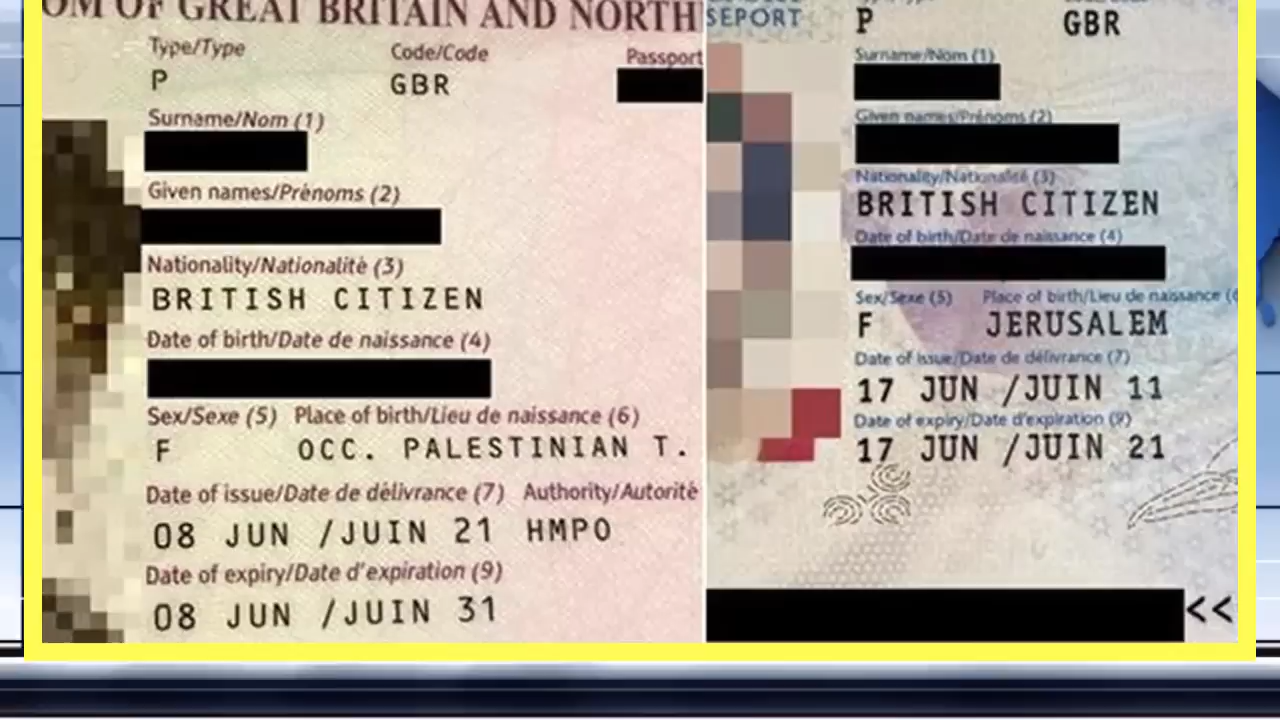 OM OF GREAT BRITAIN AND NORTH
Type/Type Code/Code Passport
P GBR
Surname/Nom (1)
Given names/Prénoms (2)
Nationality/Nationalité (3)
BRITISH CITIZEN
Date of birth/Date de naissance (4)
Sex/Sexe (5) Place of birth/Lieu de naissance (6)
F OCC. PALESTINIAN T.
Date of issue/Date de délivrance (7) Authority/Autorité
08 JUN /JUIN 21 HMPO
Date of expiry/Date d'expiration (9)
08 JUN /JUIN 31
SEPORT
P GBR
Surname/Nom (1)
Given names/Prénoms (2)
Nationality/Nationalité (3)
BRITISH CITIZEN
Date of birth/Date de naissance (4)
Sex/Sexe (5) Place of birth/Lieu de naissance (6
F JERUSALEM
Date of issue/Date de délivrance (7)
17 JUN /JUIN 11
Date of expiry/Date d'expiration (9)
17 JUN /JUIN 21
<<